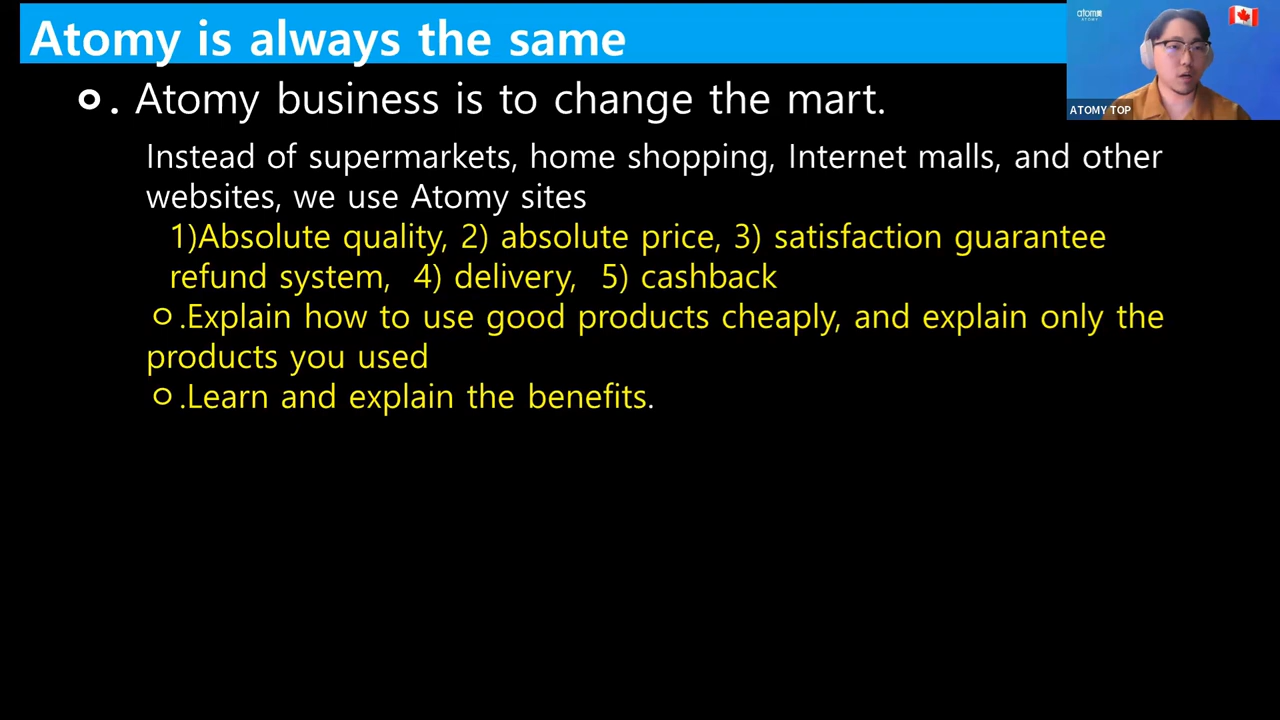 Atomy is always the same
ㅇ. Atomy business is to change the mart.
Instead of supermarkets, home shopping, Internet malls, and other
websites, we use Atomy sites
1)Absolute quality, 2) absolute price, 3) satisfaction guarantee
refund system, 4) delivery, 5) cashback
ㅇ.Explain how to use good products cheaply, and explain only the
products you used
ㅇ.Learn and explain the benefits.
ATOMY TOP